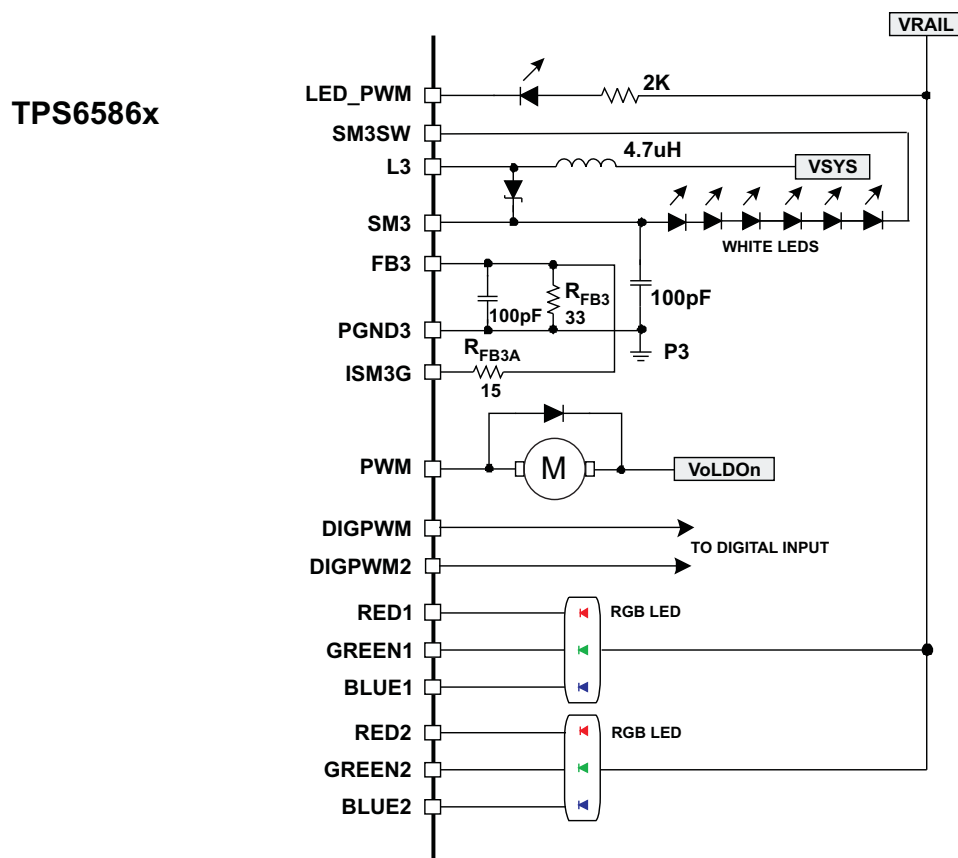 VRAIL
TPS6586x
LED_PWM
2K
SM3SW
4.7uH
L3
VSYS
SM3
WHITE LEDS
FB3
100pF
RFB3
33
100pF
PGND3
P3
RFB3A
15
ISM3G
PWM
M
VoLDOn
DIGPWM
TO DIGITAL INPUT
DIGPWM2
RED1
RGB LED
GREEN1
BLUE1
RED2
RGB LED
GREEN2
BLUE2